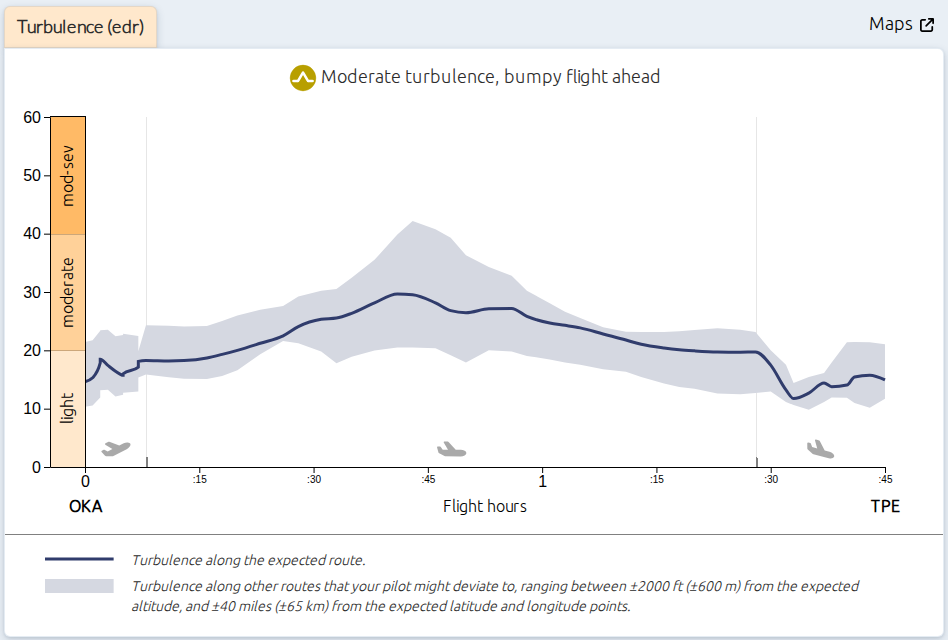 Turbulence (edr)
Maps
Moderate turbulence, bumpy flight ahead
60
50
40
30
20
10
0
mod-sev
moderate
light
0
:15
:30
:45
1
:15
:30
:45
OKA
Flight hours
TPE
Turbulence along the expected route.
Turbulence along other routes that your pilot might deviate to, ranging between ±2000 ft (±600 m) from the expected
altitude, and ±40 miles (±65 km) from the expected latitude and longitude points.